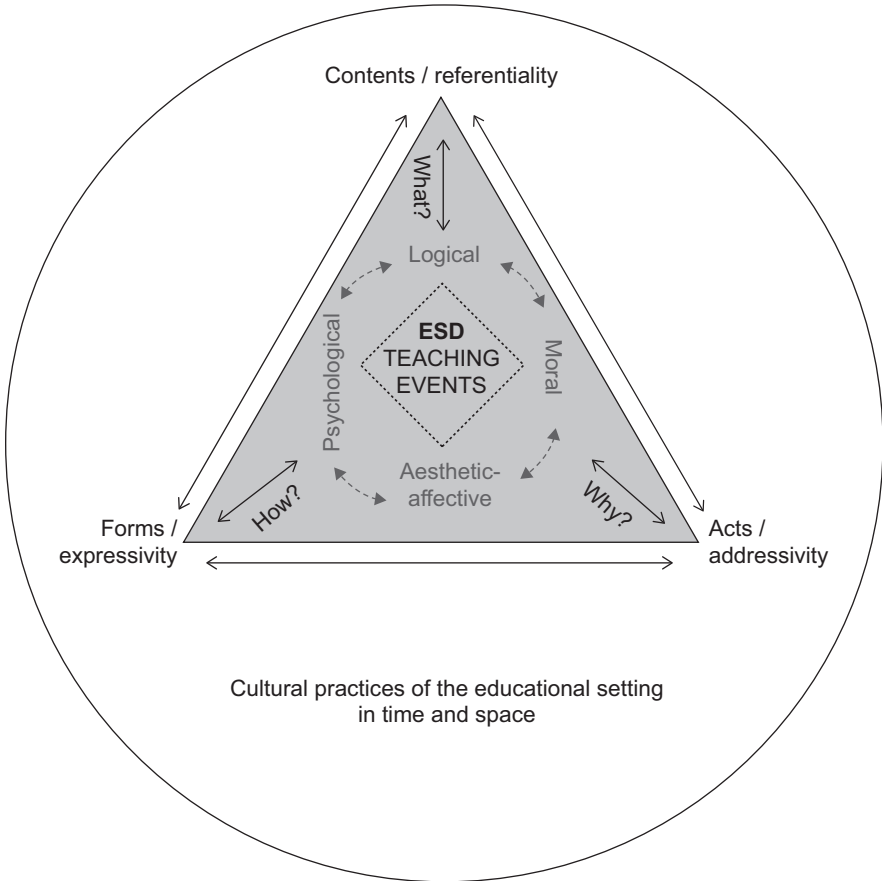 Contents / referentiality
What?
Logical
Psychological
ESD
TEACHING
EVENTS
Moral
Aesthetic-
affective
How?
Why?
Forms /
expressivity
Acts /
addressivity
Cultural practices of the educational setting
in time and space